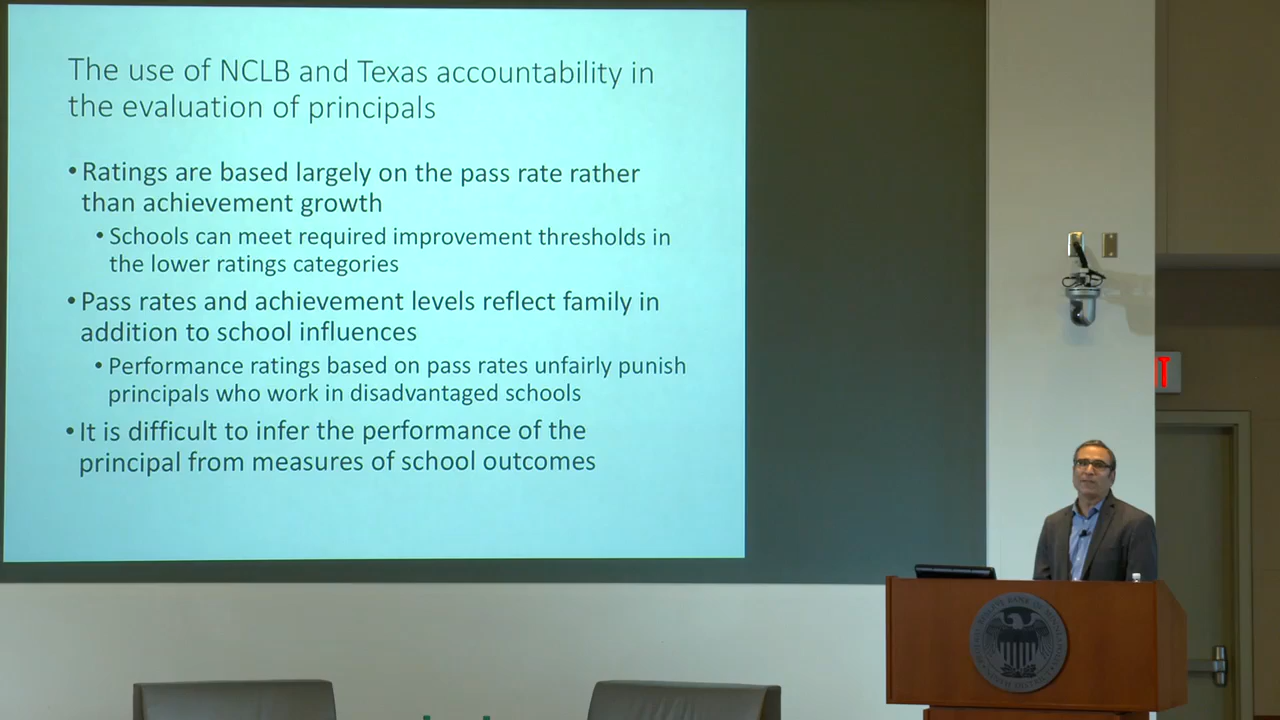 The use of NCLB and Texas accountability in
the evaluation of principals
• Ratings are based largely on the pass rate rather
than achievement growth
• Schools can meet required improvement thresholds in
the lower ratings categories
• Pass rates and achievement levels reflect family in
addition to school influences
• Performance ratings based on pass rates unfairly punish
principals who work in disadvantaged schools
• It is difficult to infer the performance of the
principal from measures of school outcomes